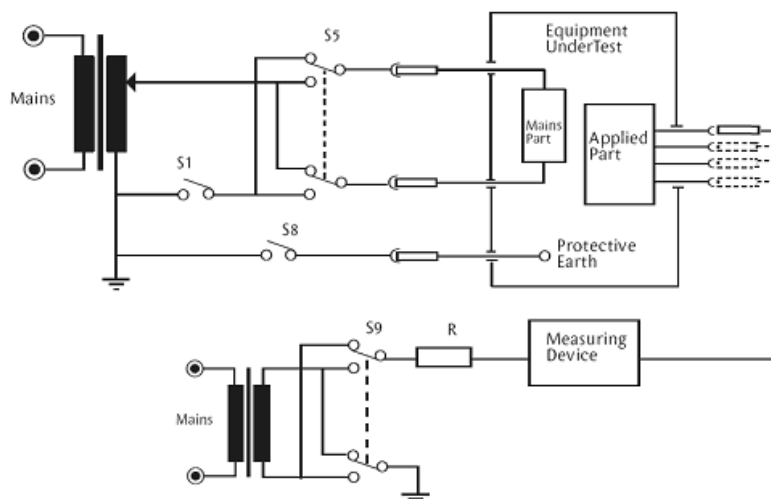 S5
Equipment
UnderTest
Mains
Mains
Part
Applied
Part
S1
S8
Protective
Earth
S9
R
Measuring
Device
Mains